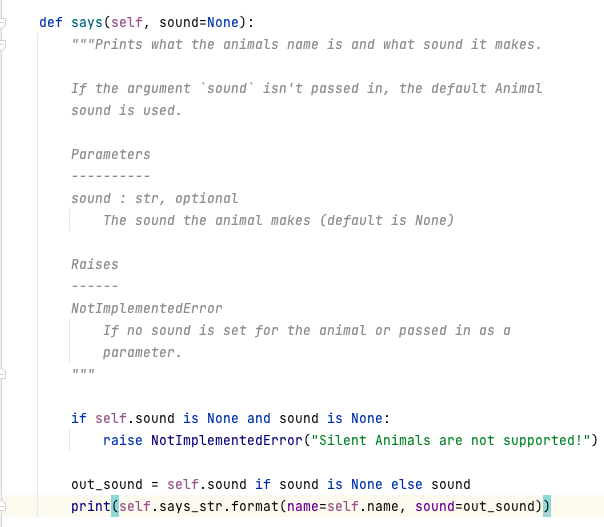 def says(self, sound=None):
    """Prints what the animals name is and what sound it makes.

    If the argument `sound` isn't passed in, the default Animal
    sound is used.

    Parameters
    ----------
    sound : str, optional
        The sound the animal makes (default is None)

    Raises
    ------
    NotImplementedError
        If no sound is set for the animal or passed in as a
        parameter.
    """

    if self.sound is None and sound is None:
        raise NotImplementedError("Silent Animals are not supported!")

    out_sound = self.sound if sound is None else sound
    print(self.says_str.format(name=self.name, sound=out_sound))